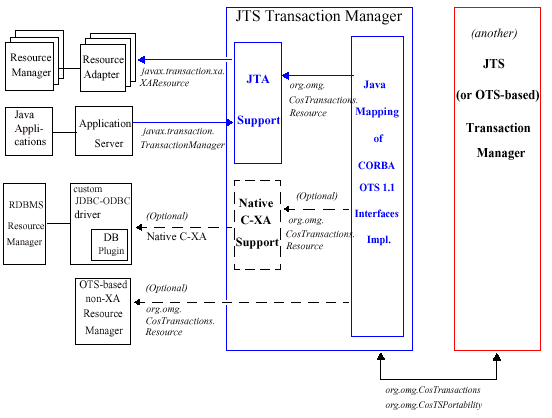 JTS Transaction Manager
(another)
JTS
(or OTS-based)
Transaction
Manager
Resource
Manager
Resource
Adapter
javax.transaction.xa.
XAResource
JTA
Support
org.omg.
CosTransactions.
Resource
Java
Mapping
of
CORBA
OTS 1.1
Interfaces
Impl.
Java
Appli-
cations
Application
Server
javax.transaction.
TransactionManager
RDBMS
Resource
Manager
custom
JDBC-ODBC
driver
DB
Plugin
(Optional)
Native C-XA
Native
C-XA
Support
(Optional)
org.omg.
CosTransactions.
Resource
OTS-based
non-XA
Resource
Manager
(Optional)
org.omg.
CosTransactions.
Resource
org.omg.CosTransactions
org.omg.CosTSPortability